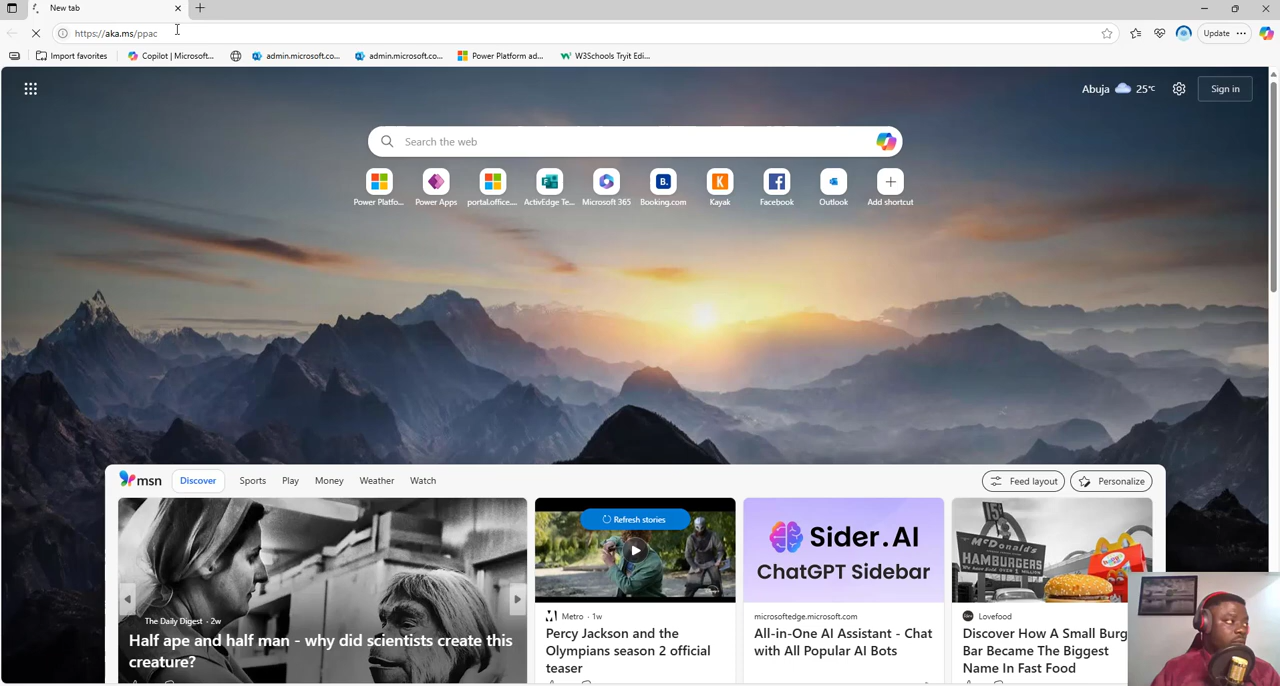 New tab
https://aka.ms/ppac
Update
Import favorites
Copilot | Microsoft...
admin.microsoft.co...
admin.microsoft.co...
Power Platform ad...
W3Schools Tryit Edi...
Abuja 25°C
Sign in
Search the web
Power Platfo...
Power Apps
portal.office....
ActivEdge Te...
Microsoft 365
Booking.com
Kayak
Facebook
Outlook
Add shortcut
msn
Discover
Sports
Play
Money
Weather
Watch
Feed layout
Personalize
Refresh stories
The Daily Digest · 2w
Half ape and half man - why did scientists create this
creature?
Metro · 1w
Percy Jackson and the
Olympians season 2 official
teaser
Sider.AI
ChatGPT Sidebar
microsoftedge.microsoft.com
All-in-One AI Assistant - Chat
with All Popular AI Bots
McDonald's
HAMBURGERS
Lovefood
Discover How A Small Burg
Bar Became The Biggest
Name In Fast Food